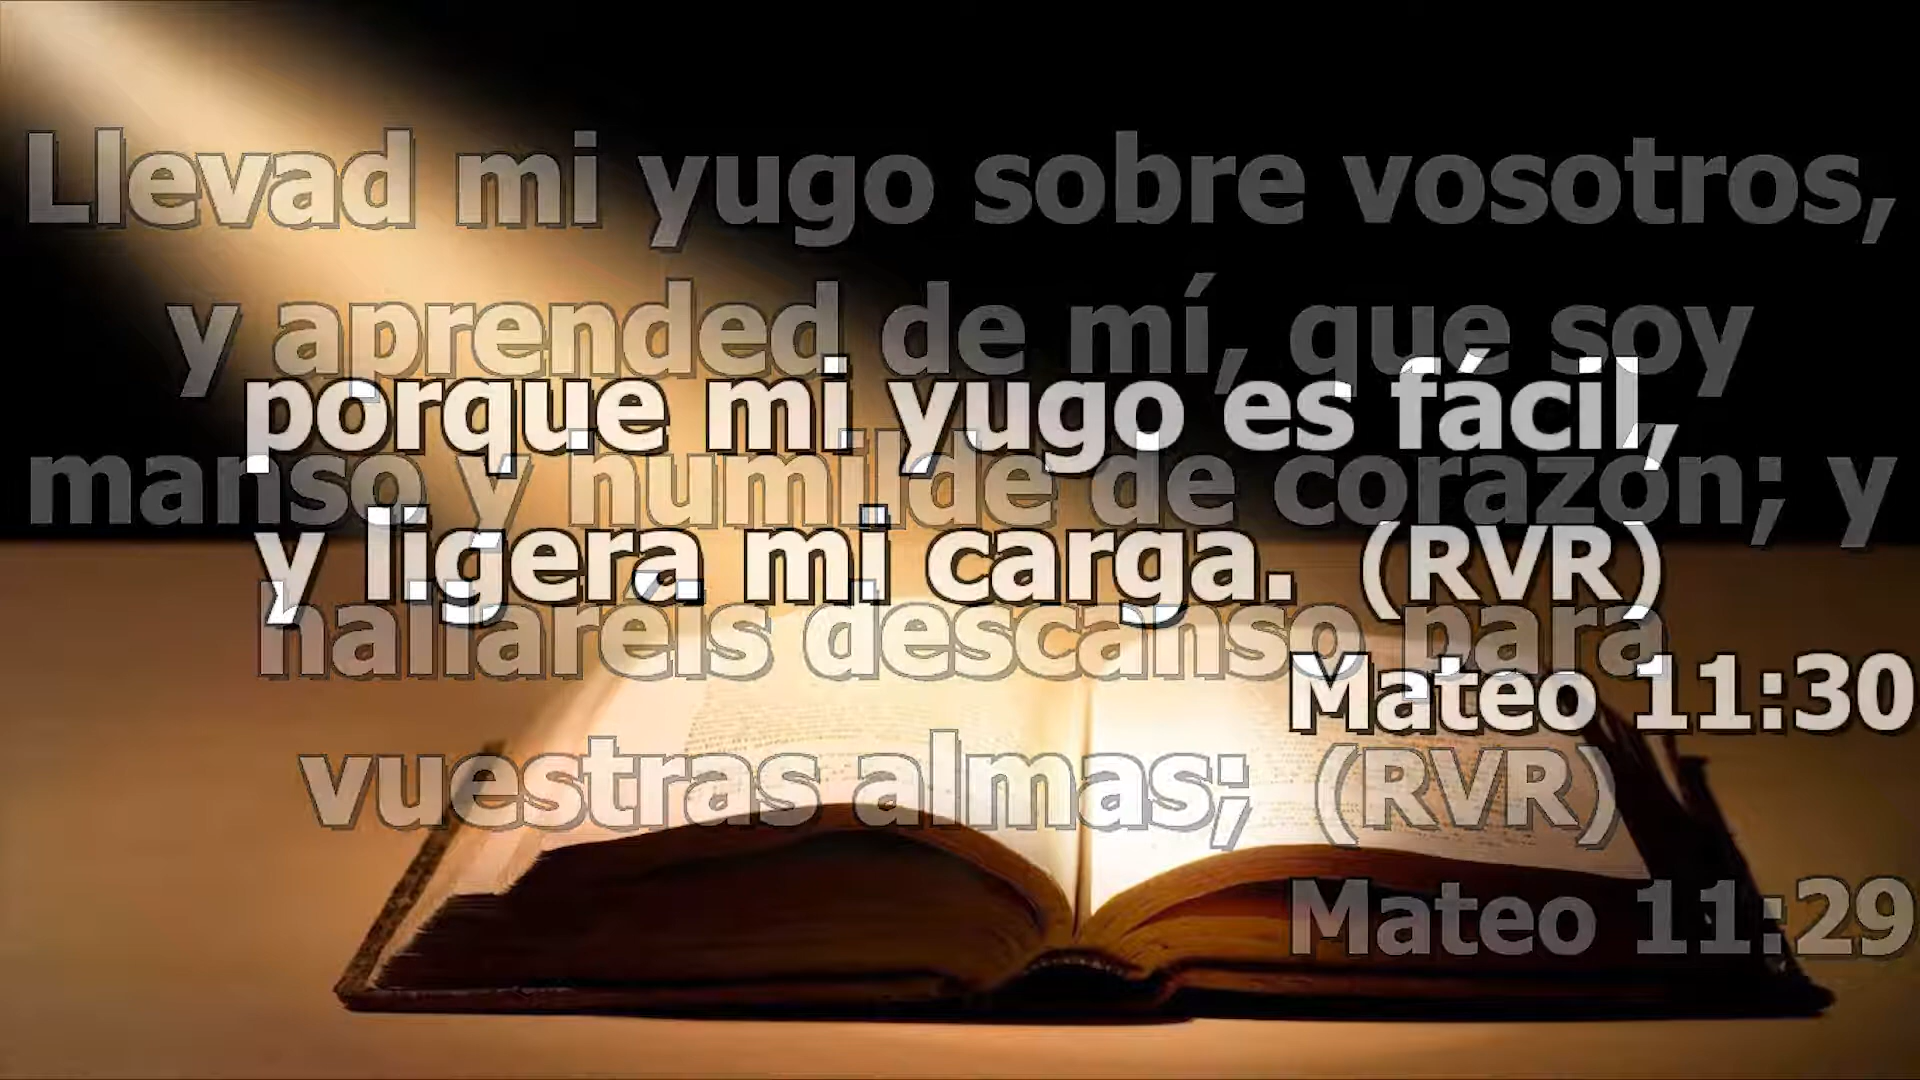 Llevad mi yugo sobre vosotros,
y aprended de mí, que soy
manso y humilde de corazón; y
hallaréis descanso para
vuestras almas; (RVR)
Mateo 11:29
porque mi yugo es fácil,
y ligera mi carga. (RVR)
Mateo 11:30